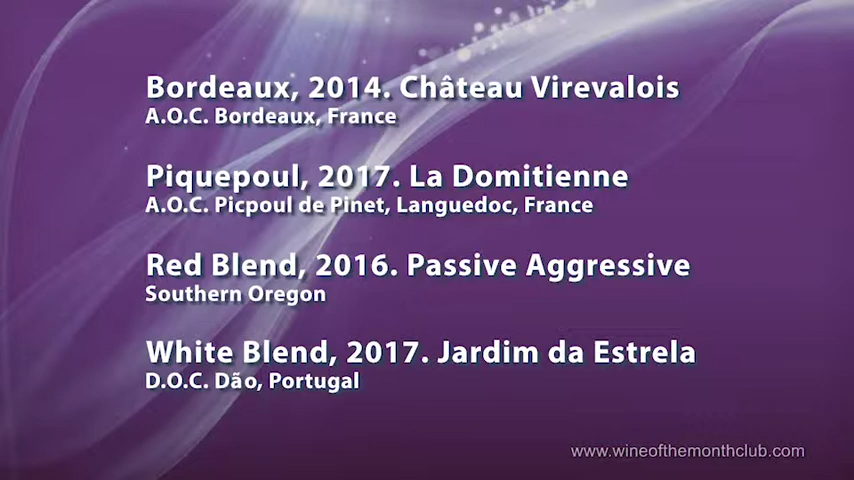 Bordeaux, 2014. Château Virevalois
A.O.C. Bordeaux, France
Piquepoul, 2017. La Domitienne
A.O.C. Picpoul de Pinet, Languedoc, France
Red Blend, 2016. Passive Aggressive
Southern Oregon
White Blend, 2017. Jardim da Estrela
D.O.C. Dão, Portugal
www.wineofthemonthclub.com